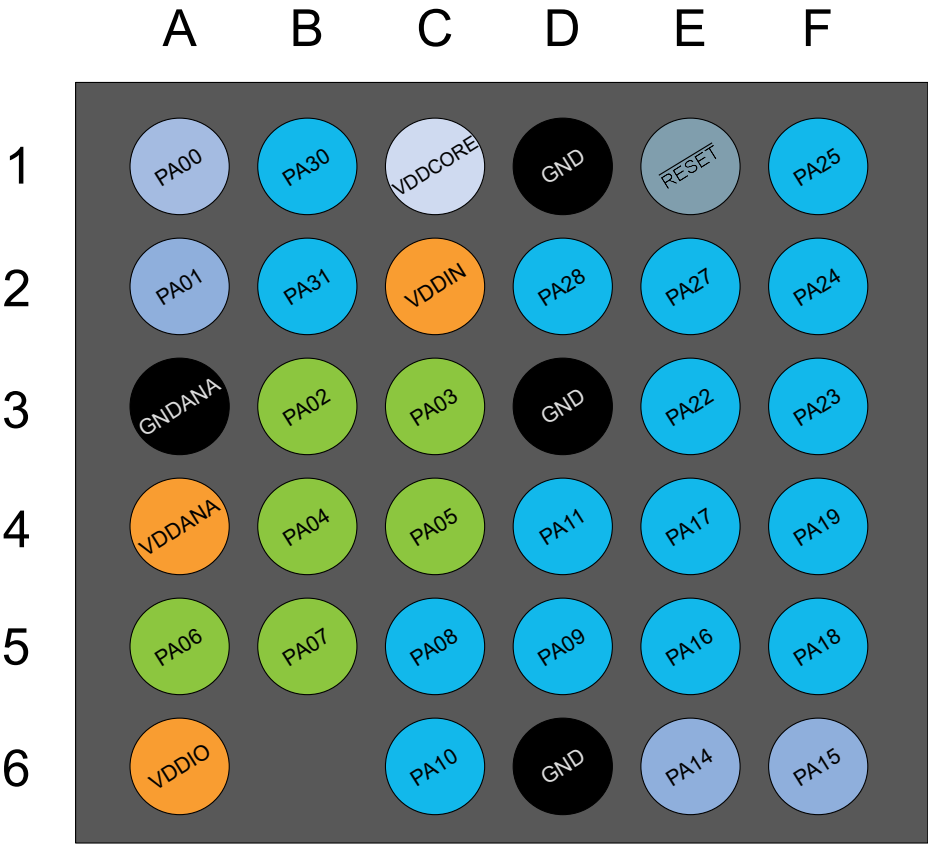 A B C D E F
1 PA00 PA30 VDDCORE GND RESET PA25
2 PA01 PA31 VDDIN PA28 PA27 PA24
3 GNDANA PA02 PA03 GND PA22 PA23
4 VDDANA PA04 PA05 PA11 PA17 PA19
5 PA06 PA07 PA08 PA09 PA16 PA18
6 VDDIO PA10 GND PA14 PA15